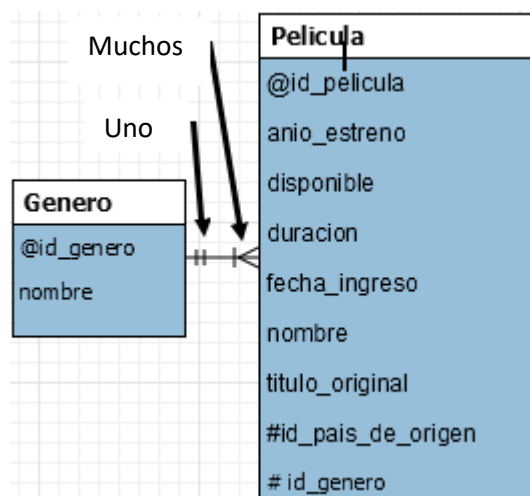 Muchos
Uno
Genero
@id_genero
nombre
Pelicula
@id_pelicula
anio_estreno
disponible
duracion
fecha_ingreso
nombre
titulo_original
#id_pais_de_origen
# id_genero